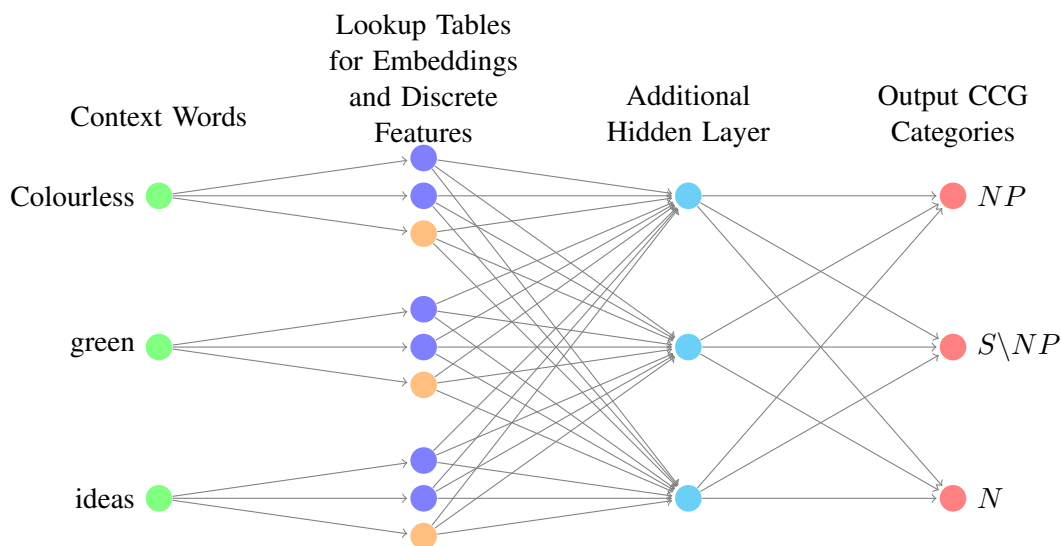 Context Words
Lookup Tables
for Embeddings
and Discrete
Features
Additional
Hidden Layer
Output CCG
Categories
Colourless
NP
green
S\NP
ideas
N